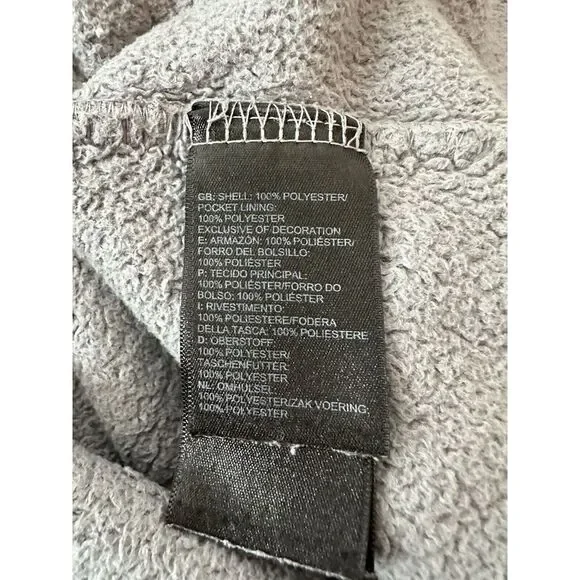 GB: SHELL: 100% POLYESTER/
POCKET LINING:
100% POLYESTER
EXCLUSIVE OF DECORATION
E: ARMAZÓN: 100% POLIÉSTER/
FORRO DEL BOLSILLO:
100% POLIÉSTER
P: TECIDO PRINCIPAL:
100% POLIÉSTER/FORRO DO
BOLSO: 100% POLIÉSTER
I: RIVESTIMENTO:
100% POLIESTERE/FODERA
DELLA TASCA: 100% POLIESTERE
D: OBERSTOFF:
100% POLYESTER/
TASCHENFUTTER:
100% POLYESTER
NL: OMHULSEL:
100% POLYESTER/ZAK VOERING:
100% POLYESTER